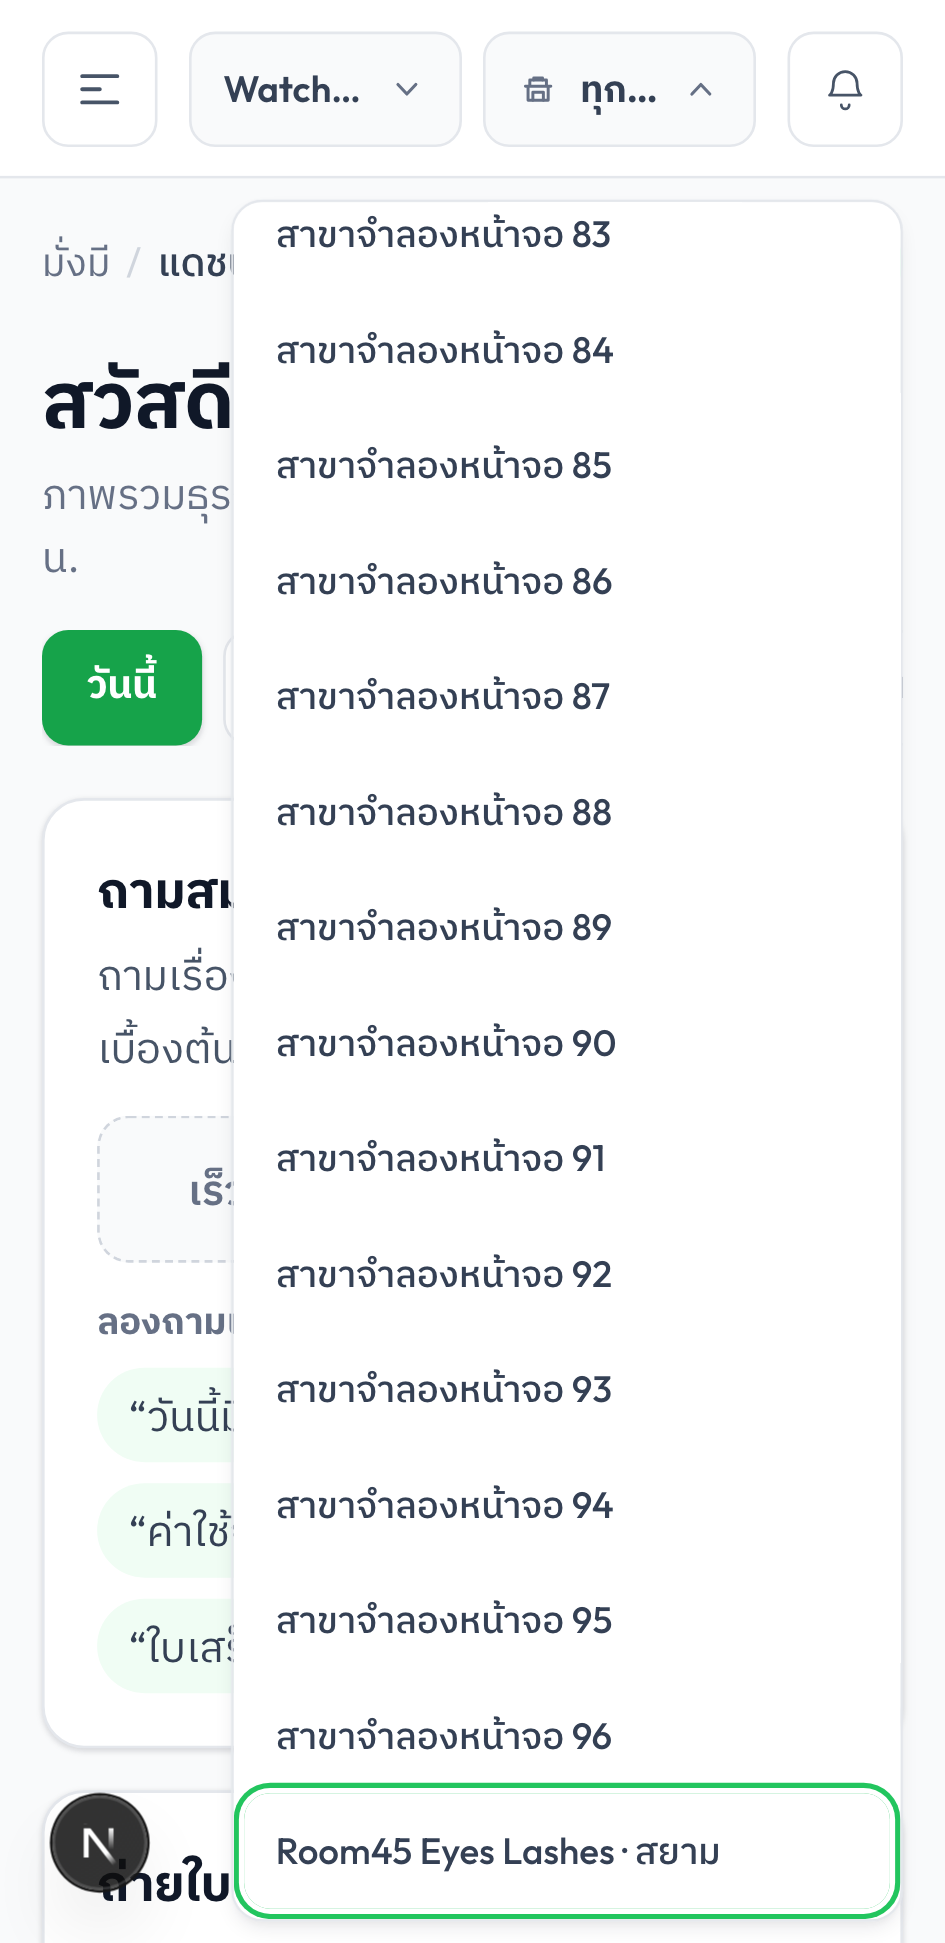 Watch...
ทุก...
มั่งมี / แดช
สาขาจำลองหน้าจอ 83
สาขาจำลองหน้าจอ 84
สวัสดี
สาขาจำลองหน้าจอ 85
ภาพรวมธุร
น.
สาขาจำลองหน้าจอ 86
วันนี้
สาขาจำลองหน้าจอ 87
สาขาจำลองหน้าจอ 88
ถามสม
สาขาจำลองหน้าจอ 89
ถามเรื่อ
เบื้องต้น
สาขาจำลองหน้าจอ 90
สาขาจำลองหน้าจอ 91
เร็ว
สาขาจำลองหน้าจอ 92
ลองถาม
สาขาจำลองหน้าจอ 93
“วันนี้มี
สาขาจำลองหน้าจอ 94
“ค่าใช้
สาขาจำลองหน้าจอ 95
“ใบเสร็
สาขาจำลองหน้าจอ 96
Room45 Eyes Lashes · สยาม
N
ถ่ายใบ